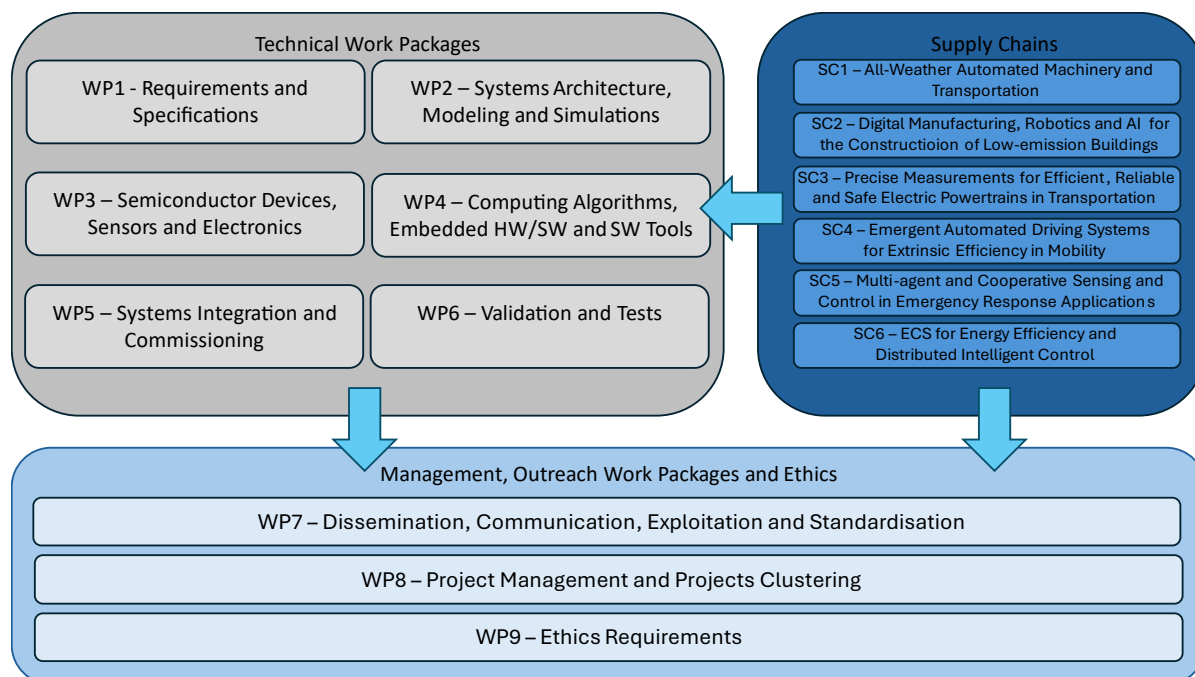 Technical Work Packages
WP1 - Requirements and
Specifications
WP2 – Systems Architecture,
Modeling and Simulations
WP3 – Semiconductor Devices,
Sensors and Electronics
WP4 – Computing Algorithms,
Embedded HW/SW and SW Tools
WP5 – Systems Integration and
Commissioning
WP6 – Validation and Tests
Supply Chains
SC1 – All-Weather Automated Machinery and
Transportation
SC2 – Digital Manufacturing, Robotics and AI for
the Constructioion of Low-emission Buildings
SC3 – Precise Measurements for Efficient, Reliable
and Safe Electric Powertrains in Transportation
SC4 – Emergent Automated Driving Systems
for Extrinsic Efficiency in Mobility
SC5 – Multi-agent and Cooperative Sensing and
Control in Emergency Response Applications
SC6 – ECS for Energy Efficiency and
Distributed Intelligent Control
Management, Outreach Work Packages and Ethics
WP7 – Dissemination, Communication, Exploitation and Standardisation
WP8 – Project Management and Projects Clustering
WP9 – Ethics Requirements